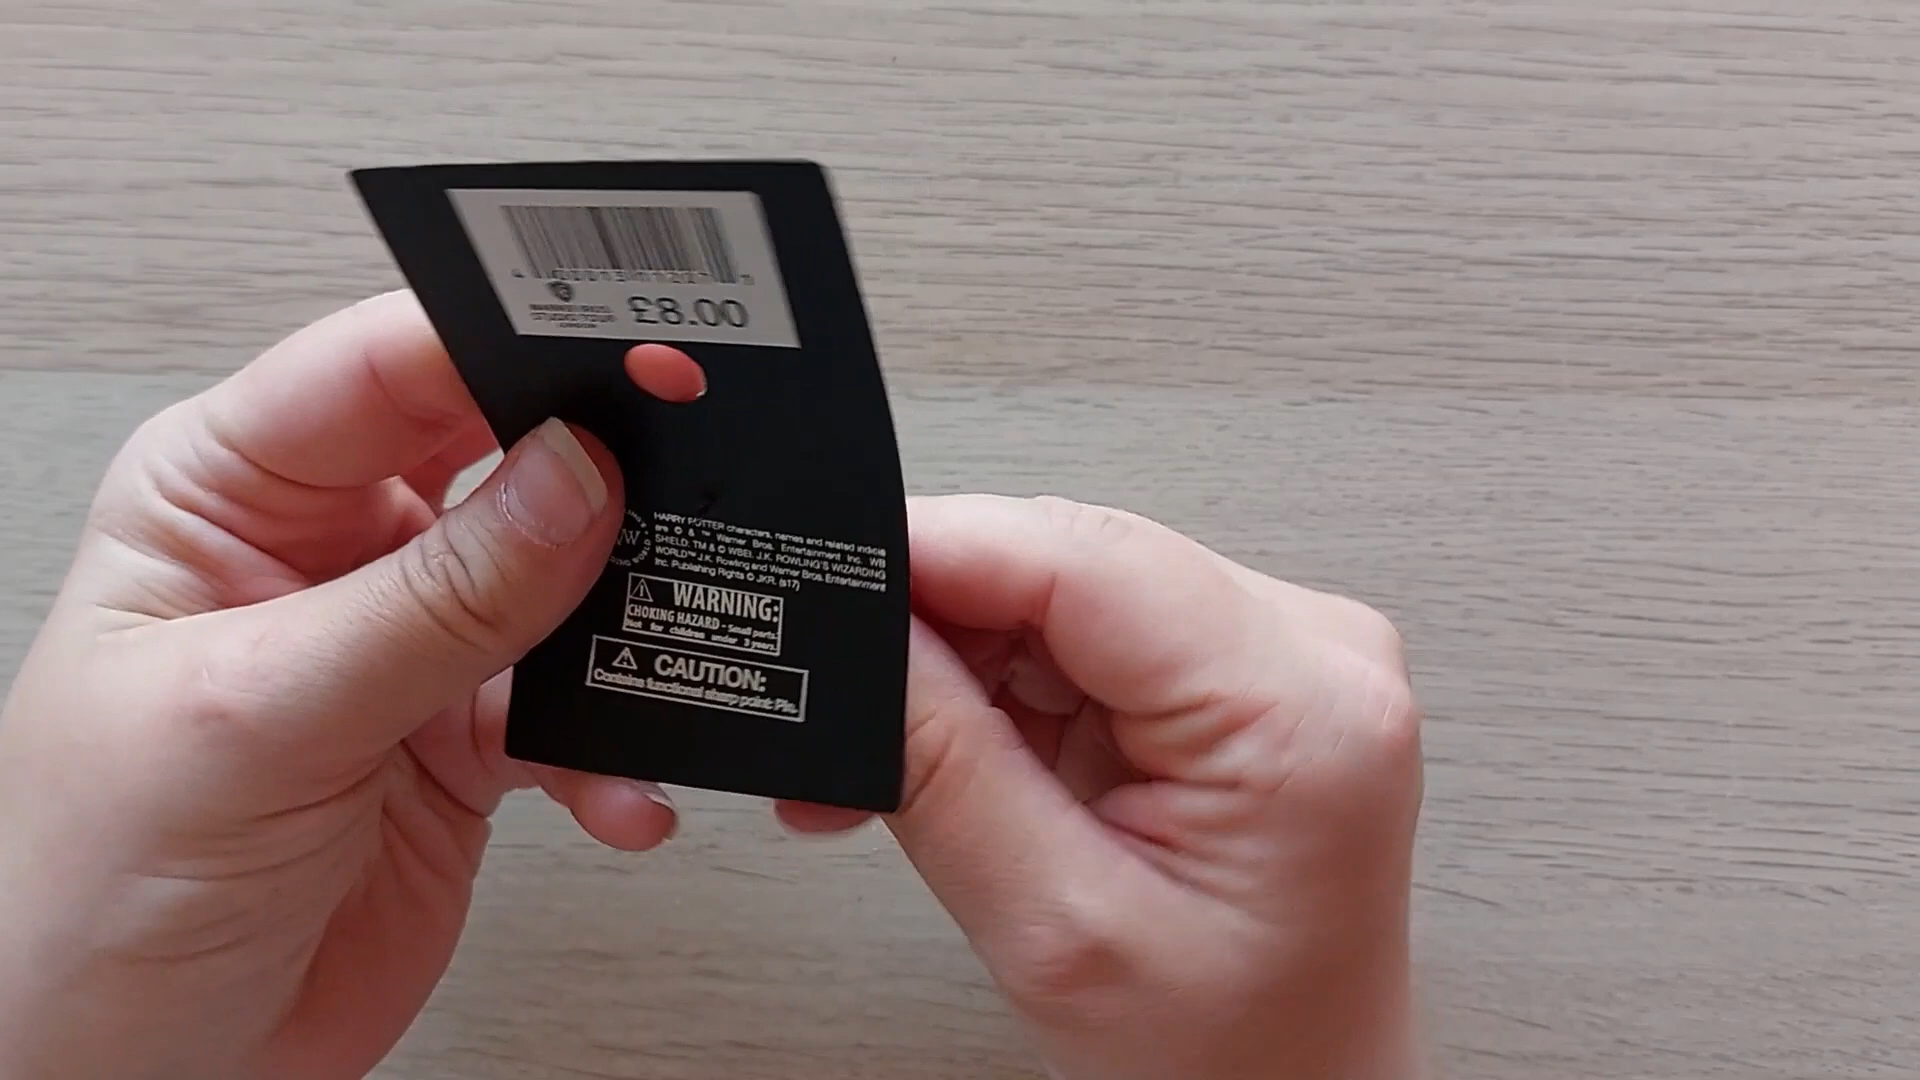 £8.00
HARRY POTTER characters, names and related indicia
are © & ™ Warner Bros. Entertainment Inc. WB
SHIELD: TM & © WBEI. J.K. ROWLING'S WIZARDING
WORLD™ J.K. Rowling and Warner Bros. Entertainment
Inc. Publishing Rights © JKR. (s17)
WARNING:
CHOKING HAZARD - Small parts.
Not for children under 3 years.
CAUTION:
Contains functional sharp point: Pin.